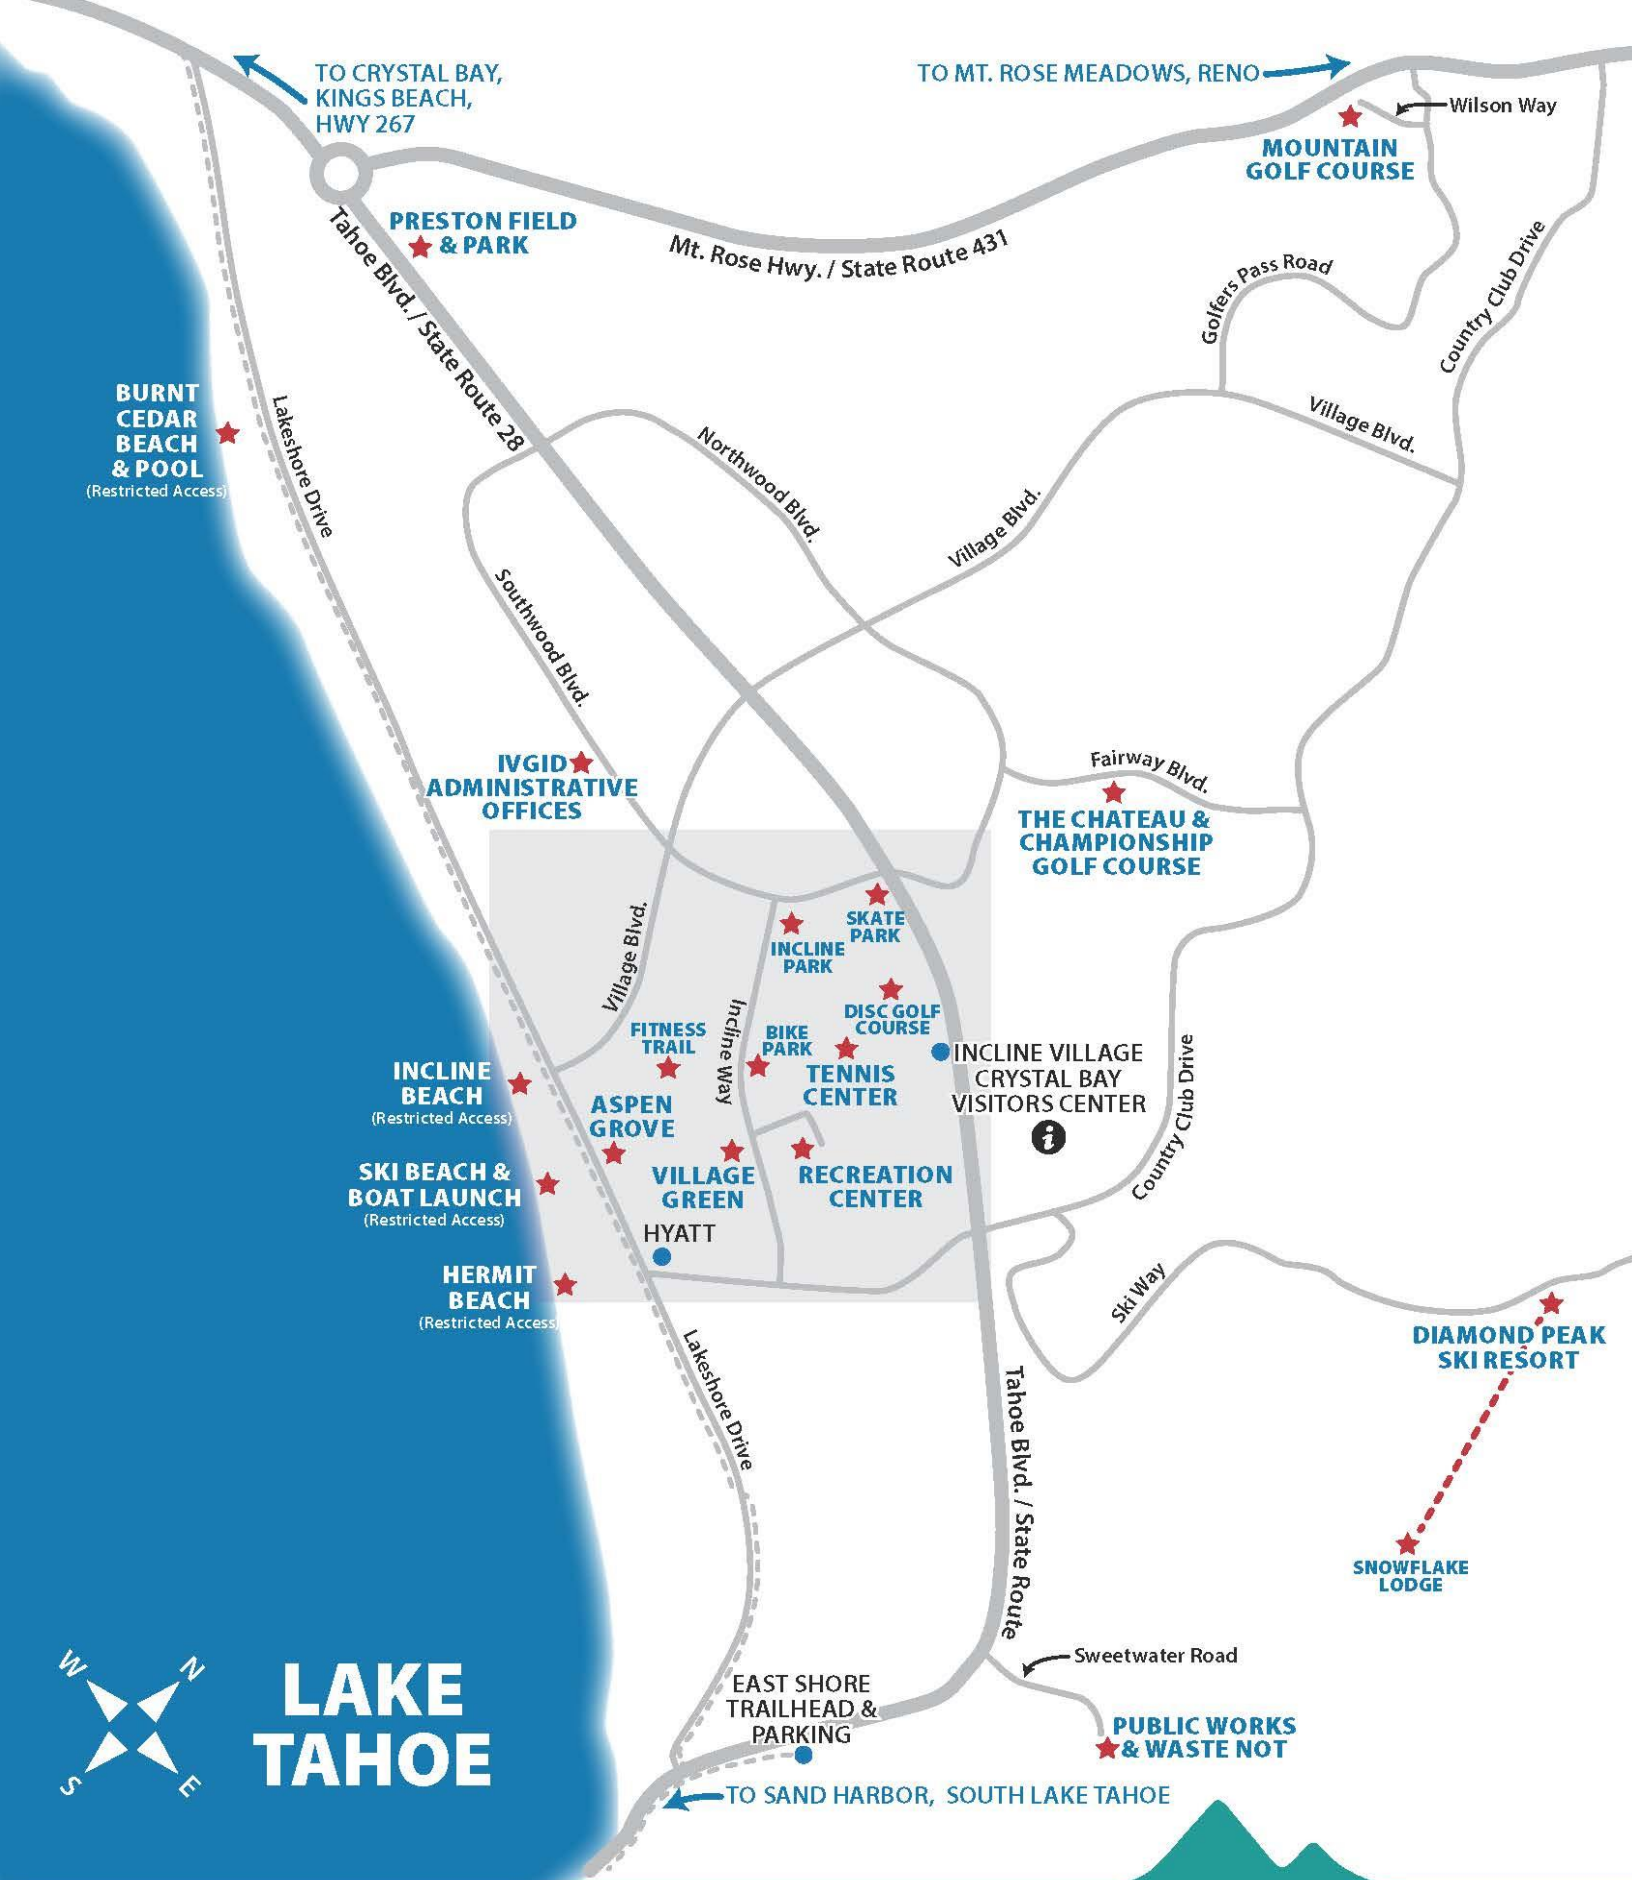 TO CRYSTAL BAY,
KINGS BEACH,
HWY 267
TO MT. ROSE MEADOWS, RENO
Wilson Way
MOUNTAIN
GOLF COURSE
PRESTON FIELD
& PARK
Mt. Rose Hwy. / State Route 431
Tahoe Blvd. / State Route 28
Golfers Pass Road
Country Club Drive
BURNT
CEDAR
BEACH
& POOL
(Restricted Access)
Lakeshore Drive
Northwood Blvd.
Village Blvd.
Village Blvd.
Southwood Blvd.
IVGID
ADMINISTRATIVE
OFFICES
Fairway Blvd.
THE CHATEAU &
CHAMPIONSHIP
GOLF COURSE
Village Blvd.
SKATE
PARK
INCLINE
PARK
Incline Way
DISC GOLF
COURSE
FITNESS
TRAIL
BIKE
PARK
TENNIS
CENTER
INCLINE VILLAGE
CRYSTAL BAY
VISITORS CENTER
i
Country Club Drive
INCLINE
BEACH
(Restricted Access)
ASPEN
GROVE
SKI BEACH &
BOAT LAUNCH
(Restricted Access)
VILLAGE
GREEN
RECREATION
CENTER
HYATT
HERMIT
BEACH
(Restricted Access)
Ski Way
DIAMOND PEAK
SKI RESORT
Lakeshore Drive
Tahoe Blvd. / State Route
SNOWFLAKE
LODGE
Sweetwater Road
EAST SHORE
TRAILHEAD &
PARKING
PUBLIC WORKS
& WASTE NOT
TO SAND HARBOR, SOUTH LAKE TAHOE
W
N
S
E
LAKE
TAHOE